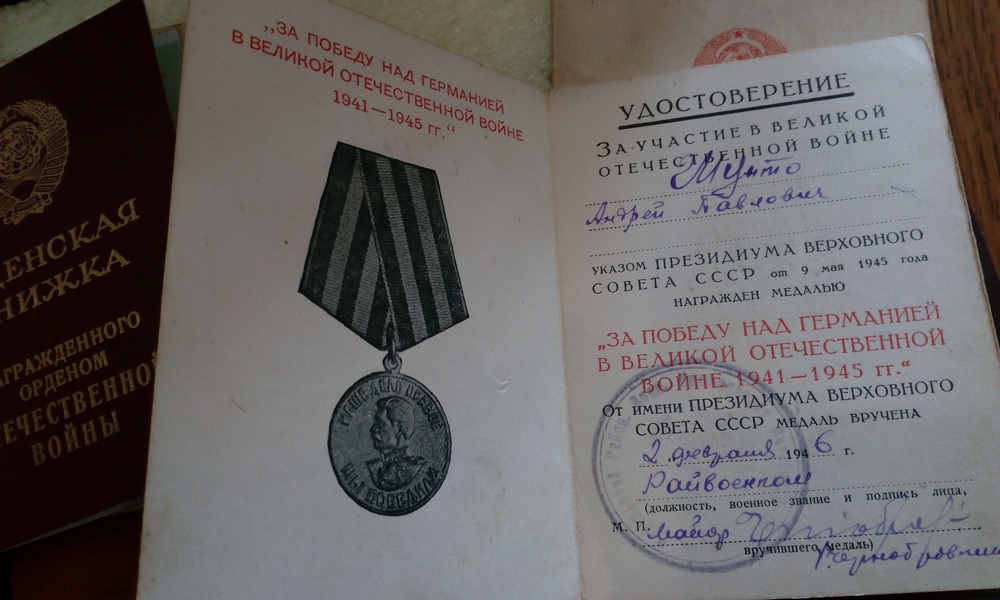 ДЕНСКАЯ
НИЖКА
АГРАЖДЕННОГО
ОРДЕНОМ
ЕЧЕСТВЕННО
ВОЙНЫ
„ЗА ПОБЕДУ НАД ГЕРМАНИЕЙ
В ВЕЛИКОЙ ОТЕЧЕСТВЕННОЙ ВОЙНЕ
1941—1945 гг.“
НАШЕ ДЕЛО ПРАВОЕ
МЫ ПОБЕДИЛИ
УДОСТОВЕРЕНИЕ
ЗА УЧАСТИЕ В ВЕЛИКОЙ
ОТЕЧЕСТВЕННОЙ ВОЙНЕ
Андрей Павлович
УКАЗОМ ПРЕЗИДИУМА ВЕРХОВНОГО
СОВЕТА СССР от 9 мая 1945 года
НАГРАЖДЕН МЕДАЛЬЮ
„ЗА ПОБЕДУ НАД ГЕРМАНИЕЙ
В ВЕЛИКОЙ ОТЕЧЕСТВЕННОЙ
ВОЙНЕ 1941—1945 гг.“
ОТ ИМЕНИ ПРЕЗИДИУМА ВЕРХОВНОГО
СОВЕТА СССР МЕДАЛЬ ВРУЧЕНА
2 февраля 1946 г.
Райвоенком
(должность, военное звание и подпись лица,
М. П. майор
вручившего медаль)